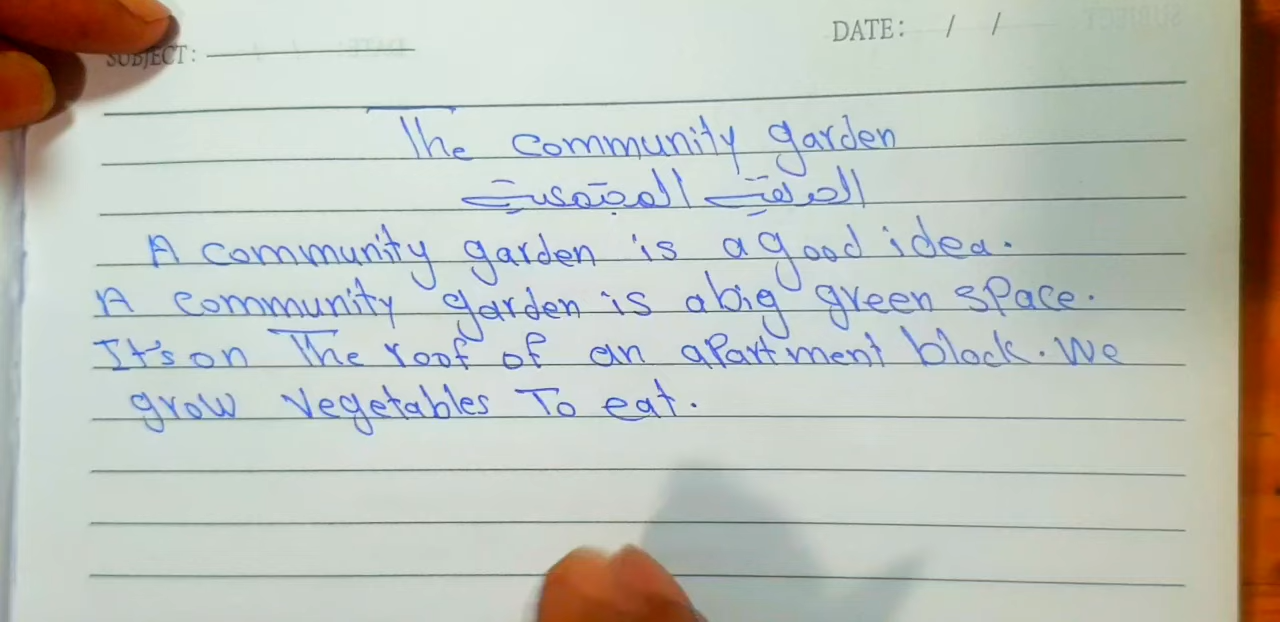 SUBJECT:
DATE: / /
The community garden
الحديقة المجتمعية
A community garden is a good idea.
A community garden is a big green space.
It's on The roof of an apartment block. We
grow vegetables To eat.